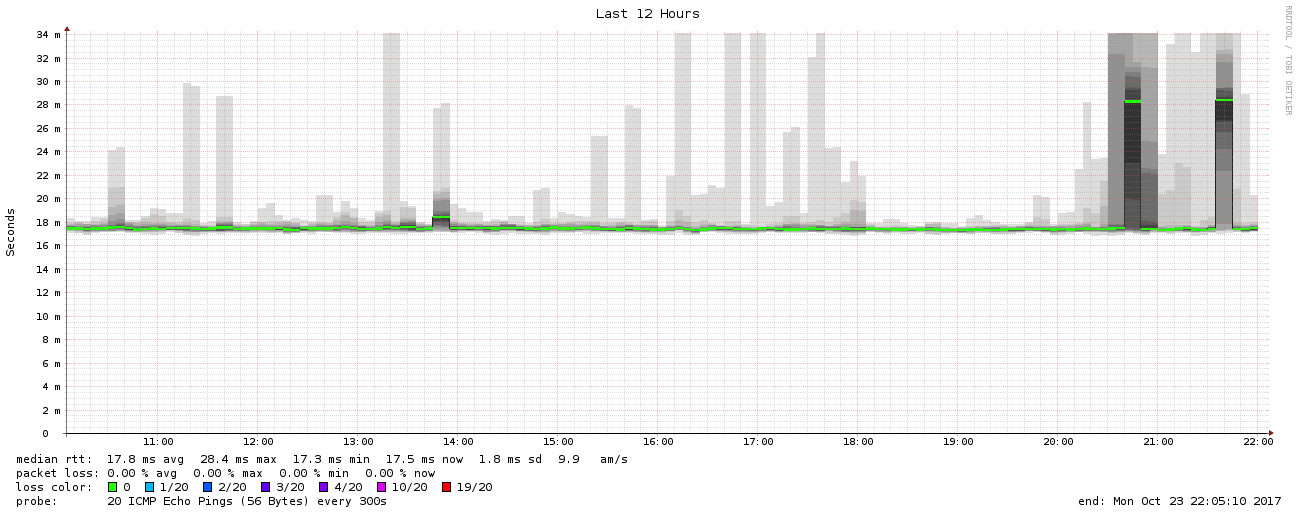 Last 12 Hours
RRDTOOL / TOBI OETIKER
Seconds
34 m
32 m
30 m
28 m
26 m
24 m
22 m
20 m
18 m
16 m
14 m
12 m
10 m
8 m
6 m
4 m
2 m
0
11:00 12:00 13:00 14:00 15:00 16:00 17:00 18:00 19:00 20:00 21:00 22:00
median rtt: 17.8 ms avg 28.4 ms max 17.3 ms min 17.5 ms now 1.8 ms sd 9.9 am/s
packet loss: 0.00 % avg 0.00 % max 0.00 % min 0.00 % now
loss color: 0 1/20 2/20 3/20 4/20 10/20 19/20
probe: 20 ICMP Echo Pings (56 Bytes) every 300s end: Mon Oct 23 22:05:10 2017